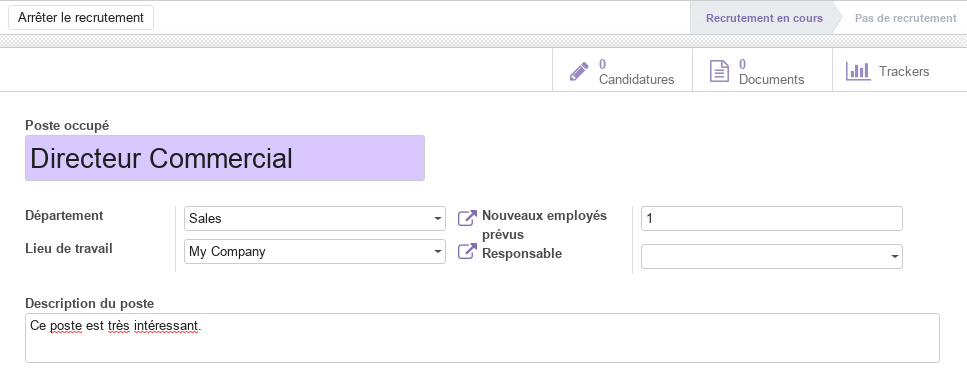 Arrêter le recrutement
Recrutement en cours
Pas de recrutement
0
Candidatures
0
Documents
Trackers
Poste occupé
Directeur Commercial
Département
Sales
Nouveaux employés
prévus
1
Lieu de travail
My Company
Responsable
Description du poste
Ce poste est très intéressant.